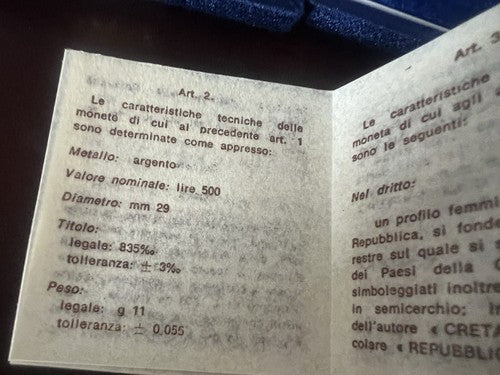 Art. 2.
Le caratteristiche tecniche delle
monete di cui al precedente art. 1
sono determinate come appresso:
Metallo: argento
Valore nominale: lire 500
Diametro: mm 29
Titolo:
legale: 835‰
tolleranza: ± 3‰
Peso:
legale: g 11
tolleranza: ± 0,055
Art. 3
Le caratteristiche
moneta di cui agli
sono le seguenti:
Nel dritto:
un profilo femmi
Repubblica, si fonde
restre sul quale si
dei Paesi della
simboleggiati inoltre
in semicerchio;
dell'autore « CRETA
colare « REPUBBLIC